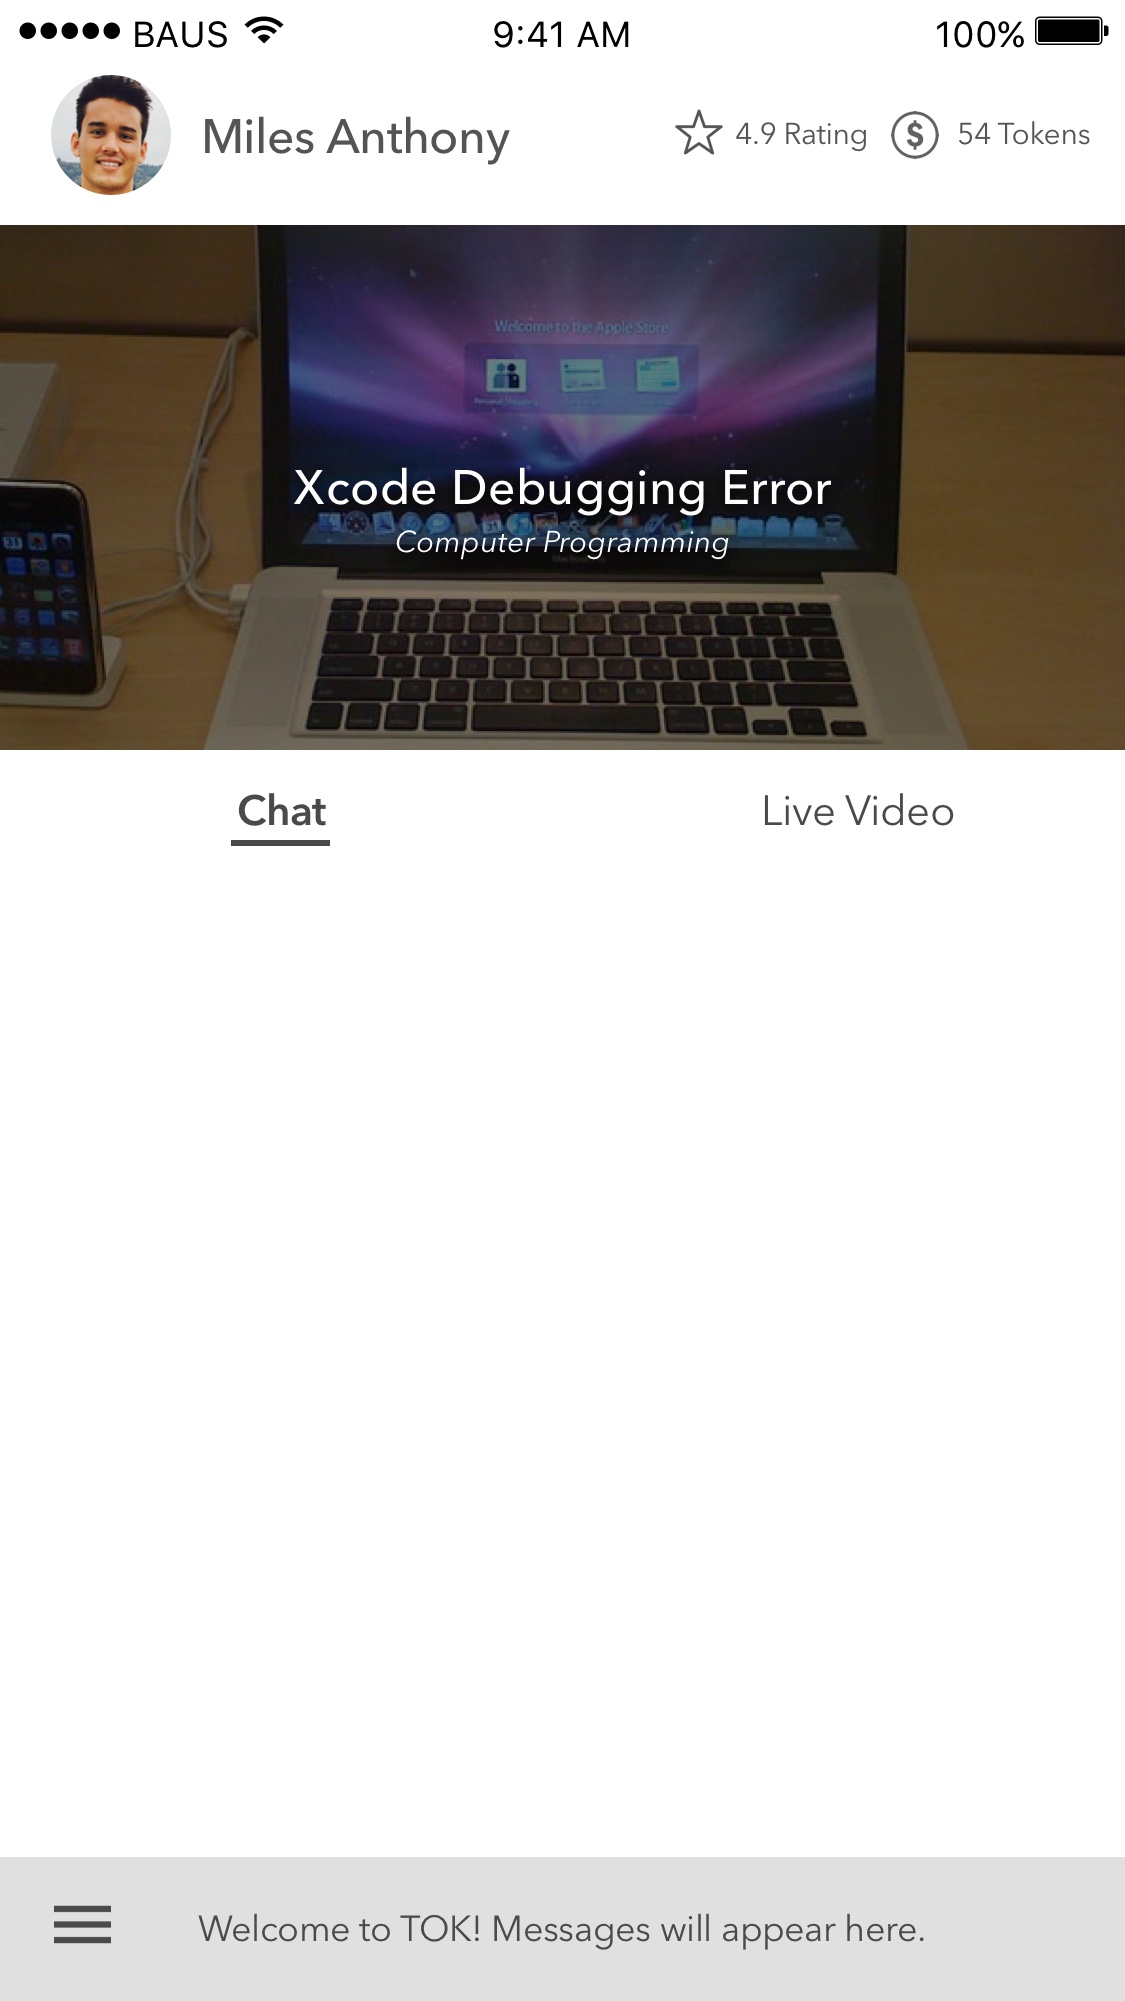 BAUS 9:41 AM 100%
Miles Anthony 4.9 Rating $ 54 Tokens
Welcome to the Apple Store
Xcode Debugging Error
Computer Programming
Chat Live Video
Welcome to TOK! Messages will appear here.